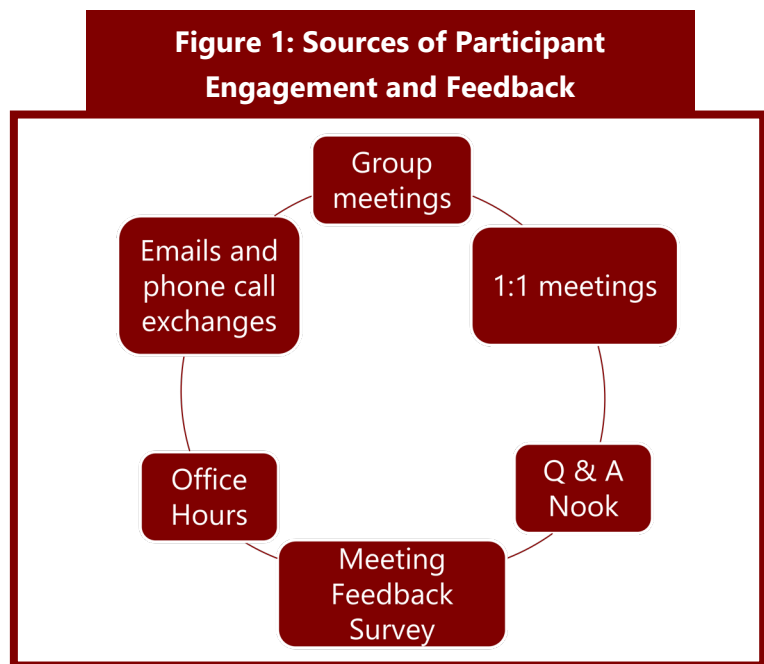 Figure 1: Sources of Participant
Engagement and Feedback
Group
meetings
1:1 meetings
Q & A
Nook
Meeting
Feedback
Survey
Office
Hours
Emails and
phone call
exchanges